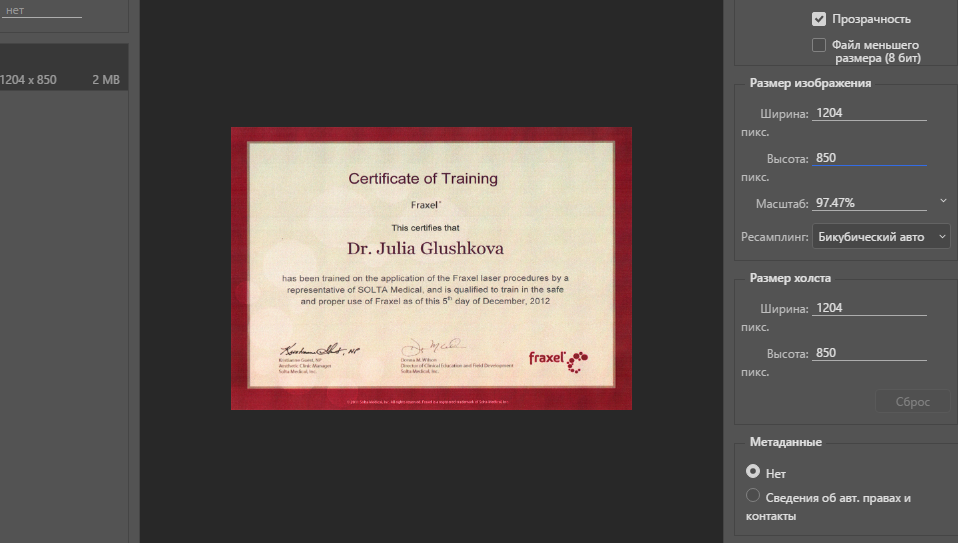 нет
1204 x 850 2 MB
Certificate of Training
Fraxel
This certifies that
Dr. Julia Glushkova
has been trained on the application of the Fraxel laser procedures by a
representative of SOLTA Medical, and is qualified to train in the safe
and proper use of Fraxel as of this 5th day of December, 2012
Aesthetic Clinic Manager
Solta Medical, Inc.
Donna M. Wilson
Director of Clinical Education and Field Development
Solta Medical, Inc.
fraxel
Прозрачность
Файл меньшего
размера (8 бит)
Размер изображения
Ширина: 1204
пикс.
Высота: 850
пикс.
Масштаб: 97.47%
Ресамплинг: Бикубический авто
Размер холста
Ширина: 1204
пикс.
Высота: 850
пикс.
Сброс
Метаданные
Нет
Сведения об авт. правах и
контакты